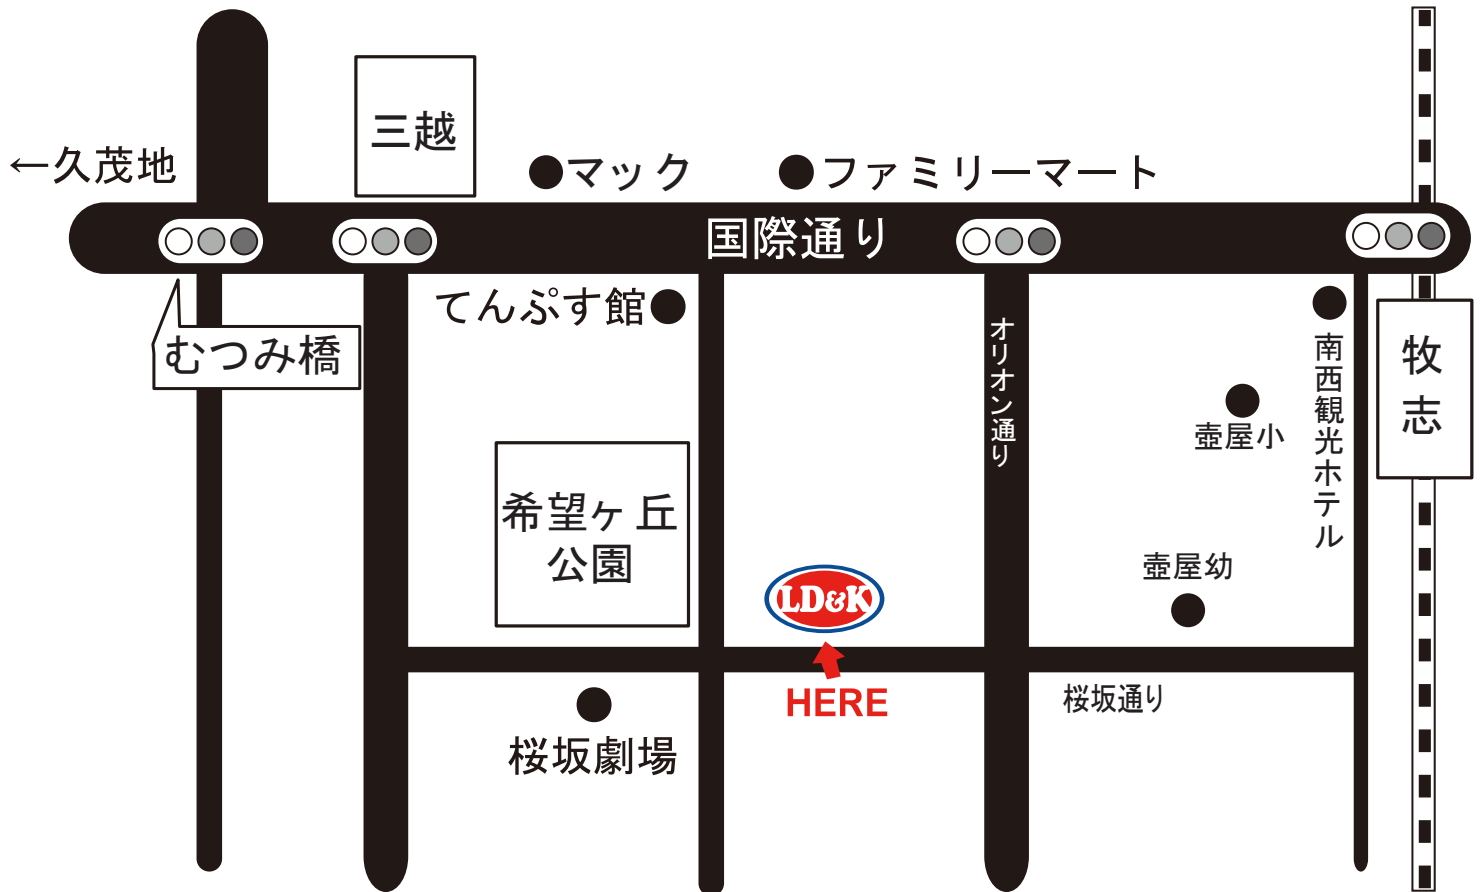 三越
←久茂地
●マック
●ファミリーマート
国際通り
てんぷす館●
むつみ橋
オリオン通り
南西観光ホテル
牧志
壺屋小
希望ヶ丘
公園
壺屋幼
LD&K
HERE
桜坂通り
桜坂劇場